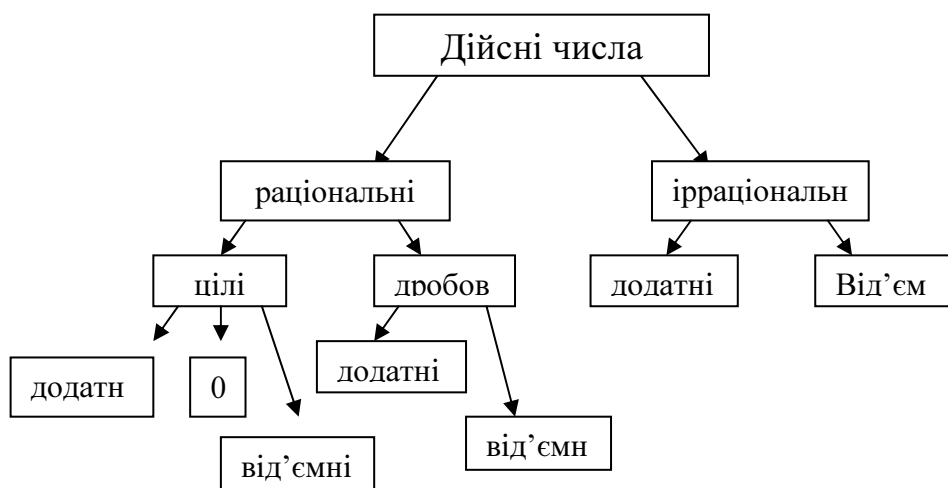 Дійсні числа
раціональні
ірраціональн
цілі
дробов
додатні
Від’єм
додатн
0
додатні
від’ємні
від’ємн